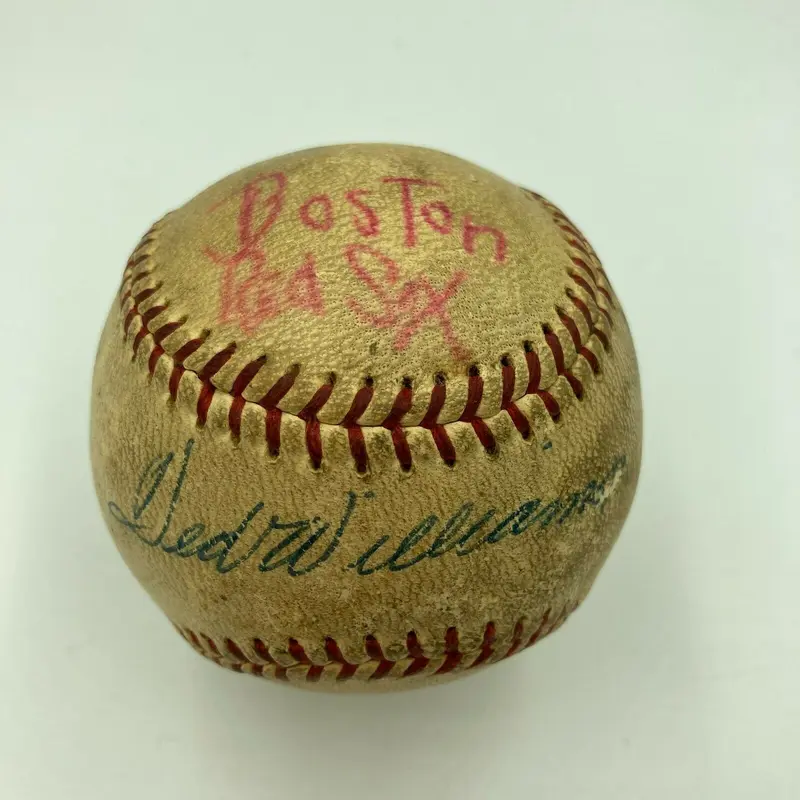 Boston
Red Sox
Ted Williams